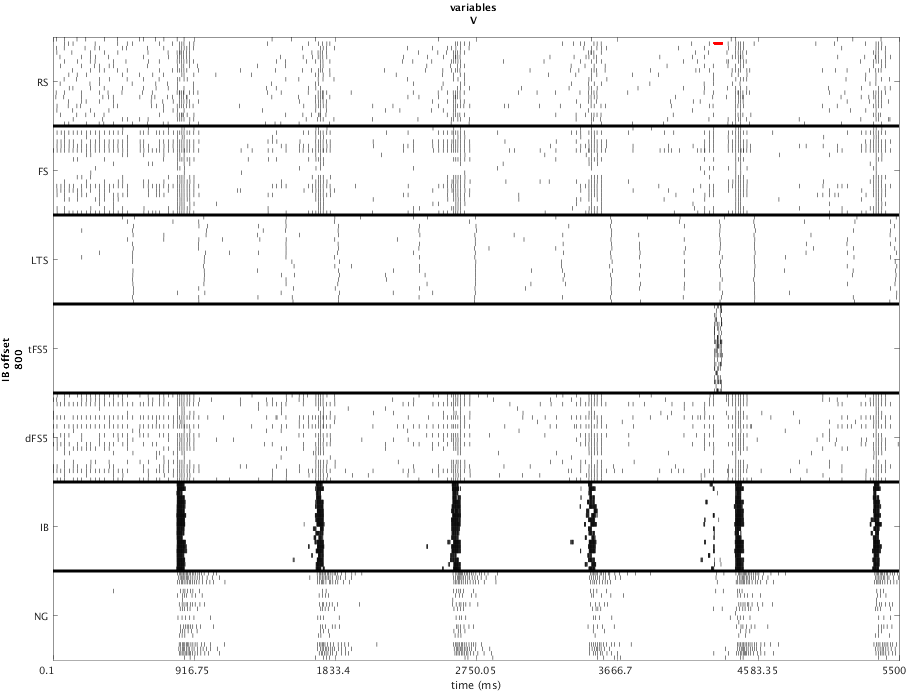 variables
V
RS
FS
LTS
tFS5
dFS5
IB
NG
IB offset
800
0.1 916.75 1833.4 2750.05 3666.7 4583.35 5500
time (ms)